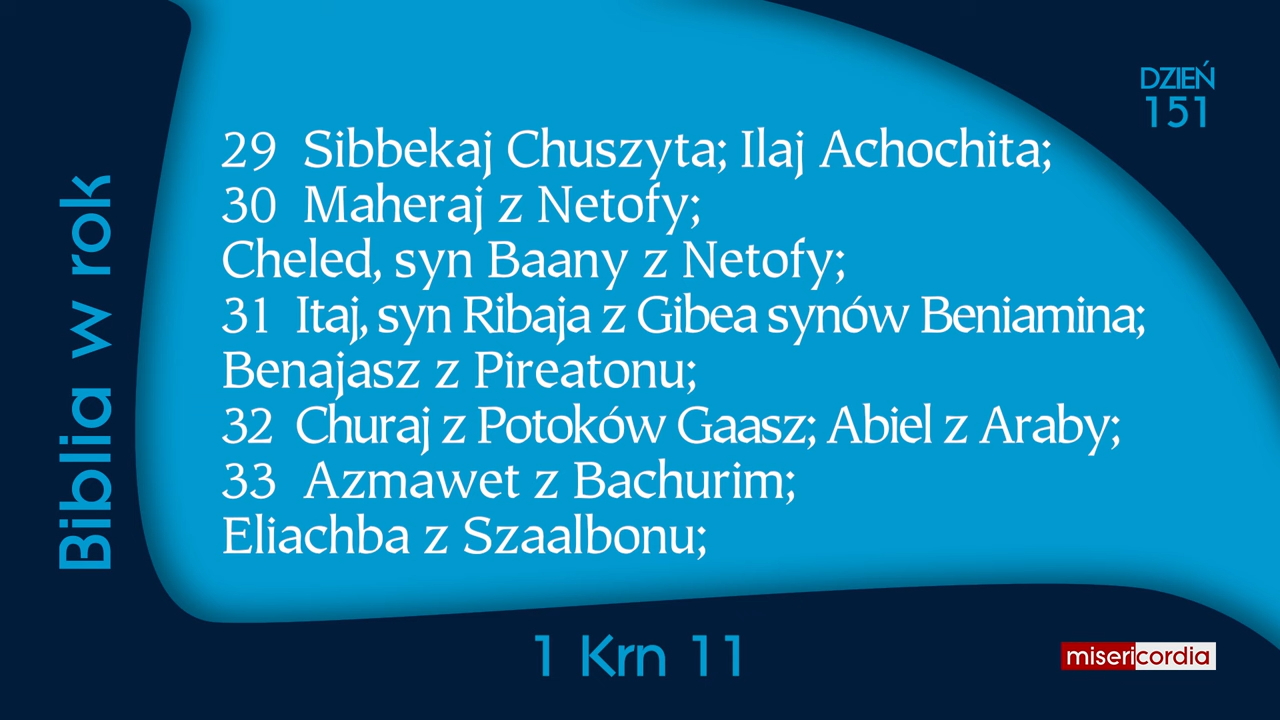 DZIEŃ
151
Biblia w rok
29 Sibbekaj Chuszyta; Ilaj Achochita;
30 Maheraj z Netofy;
Cheled, syn Baany z Netofy;
31 Itaj, syn Ribaja z Gibea synów Beniamina;
Benajasz z Pireatonu;
32 Churaj z Potoków Gaasz; Abiel z Araby;
33 Azmawet z Bachurim;
Eliachba z Szaalbonu;
1 Krn 11
misericordia